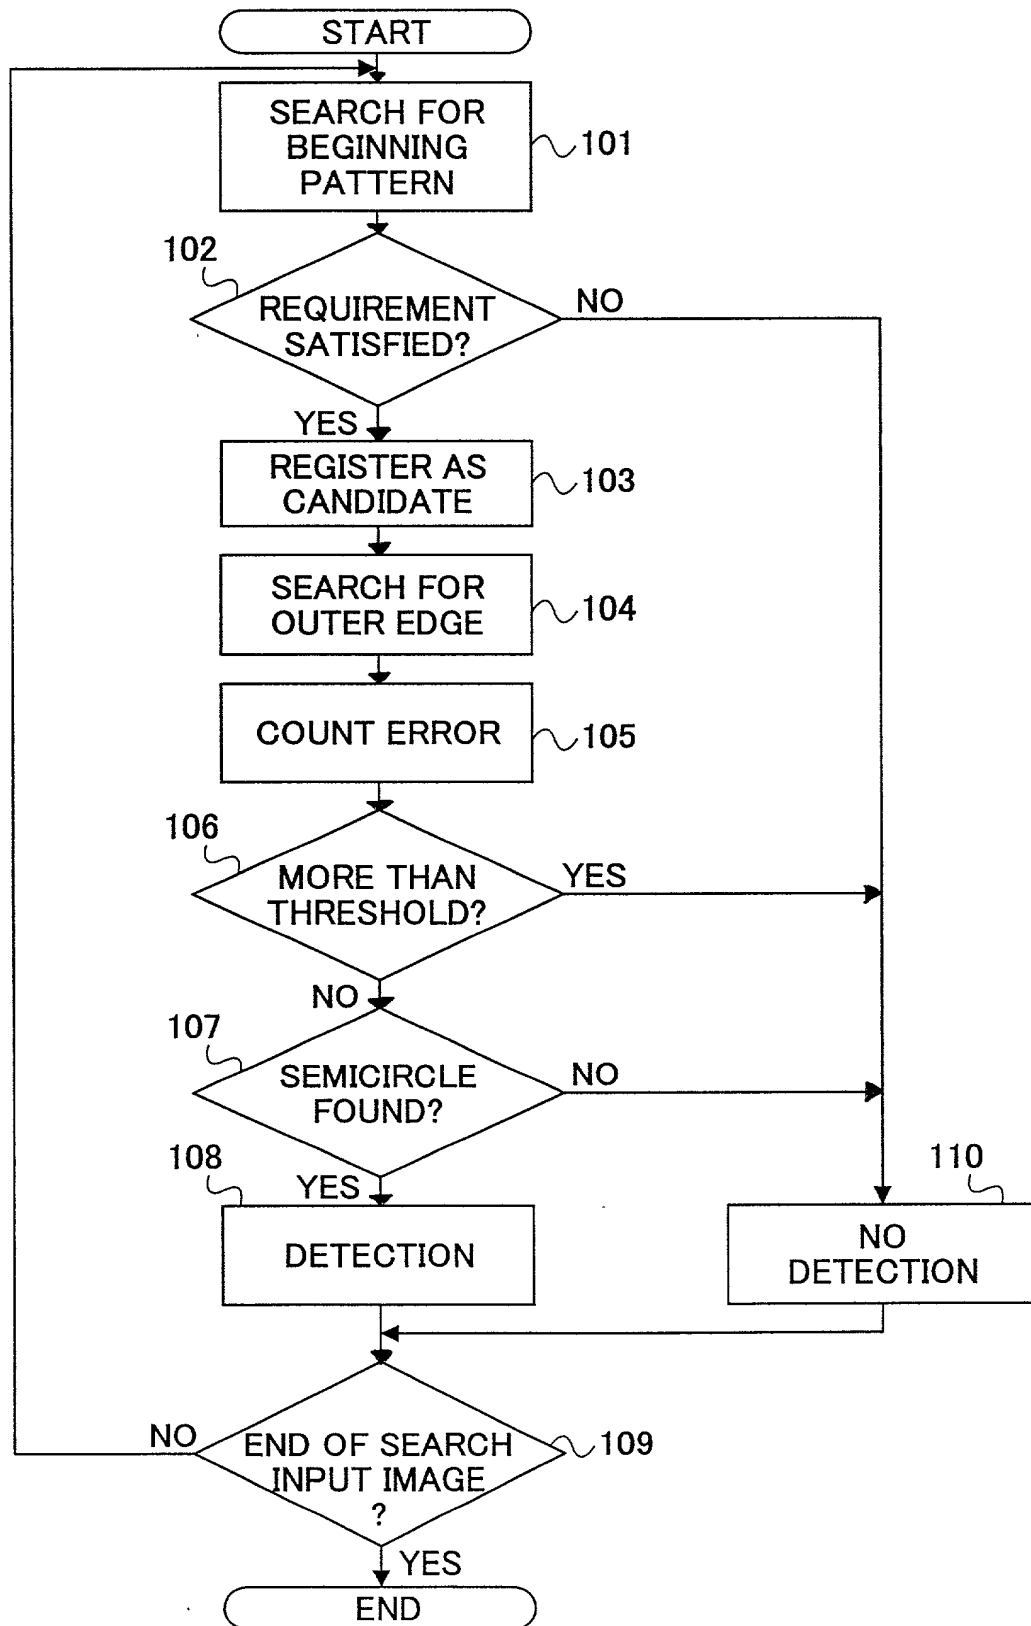 START
SEARCH FOR
BEGINNING
PATTERN
101
102
REQUIREMENT
SATISFIED?
NO
YES
REGISTER AS
CANDIDATE
103
SEARCH FOR
OUTER EDGE
104
COUNT ERROR
105
106
MORE THAN
THRESHOLD?
YES
NO
107
SEMICIRCLE
FOUND?
NO
YES
108
DETECTION
110
NO
DETECTION
NO
END OF SEARCH
INPUT IMAGE
?
109
YES
END